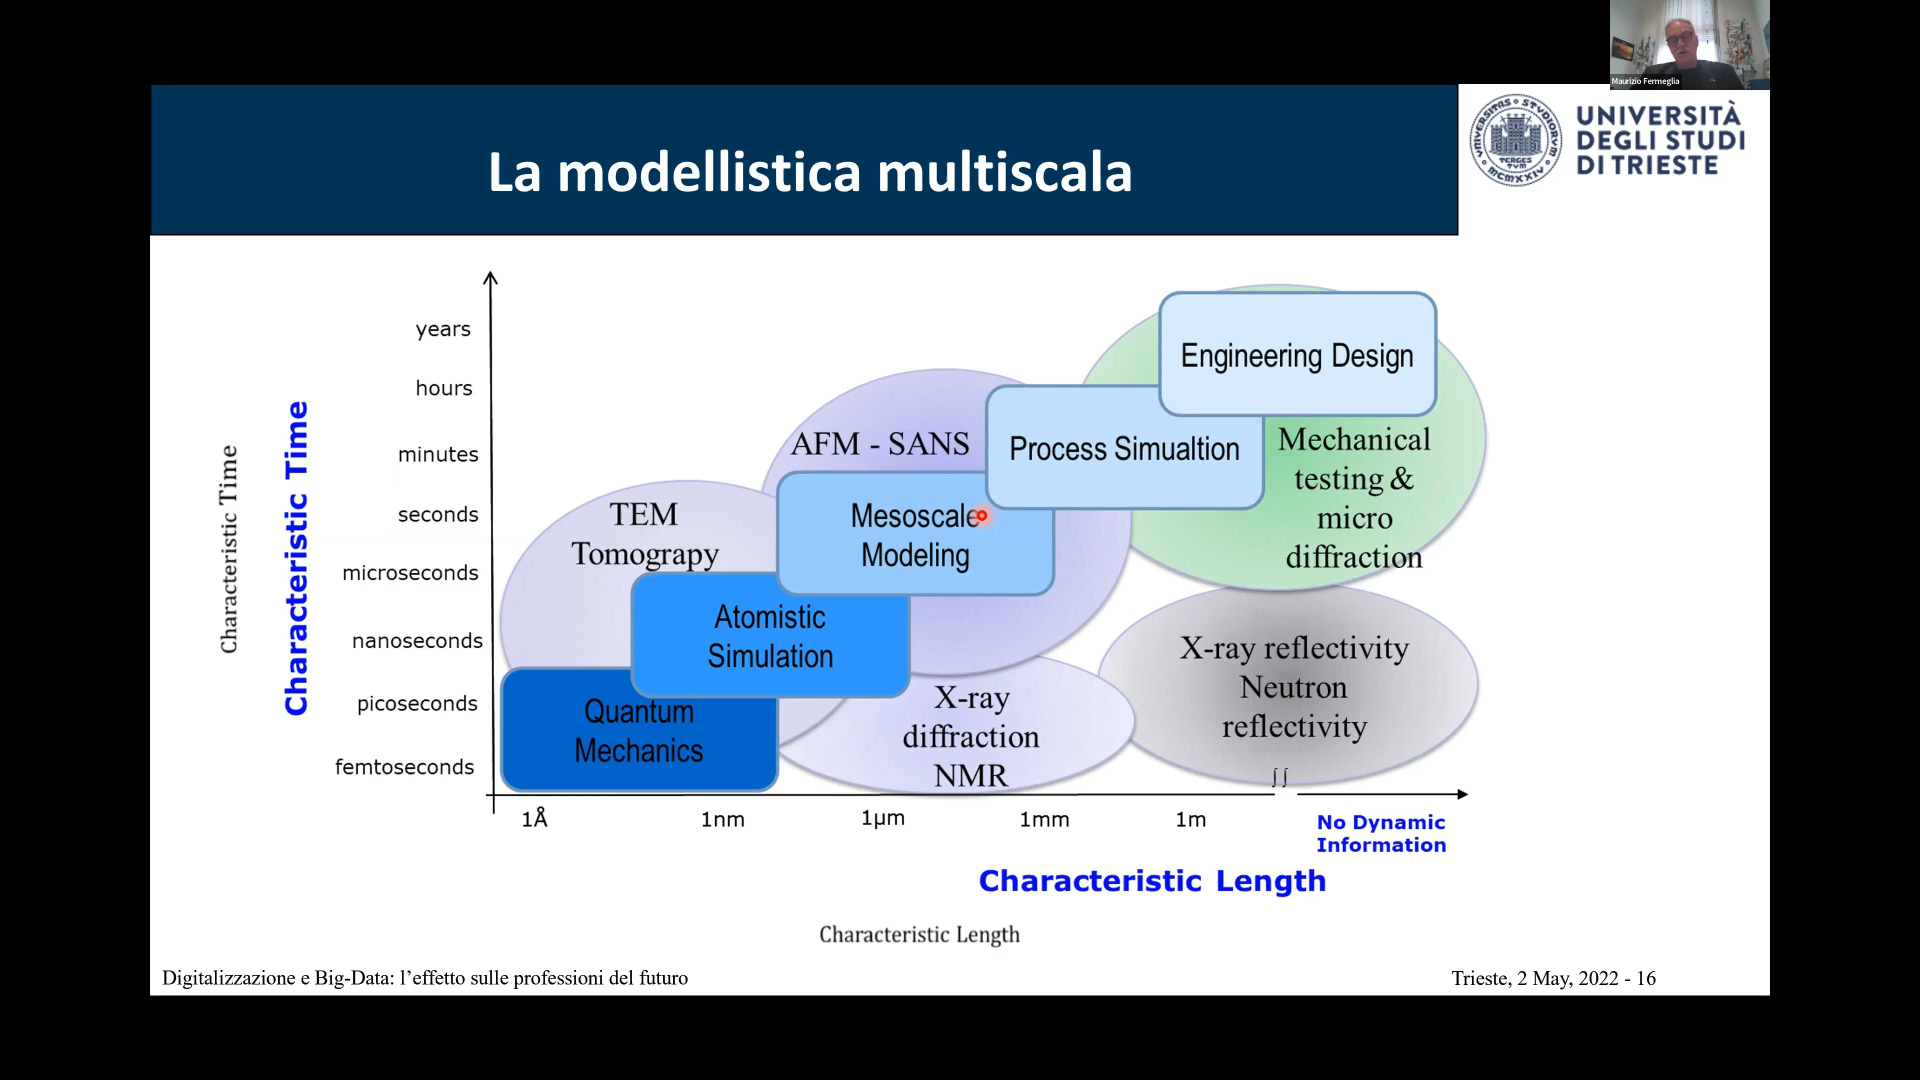 Maurizio Fermeglia
La modellistica multiscala
UNIVERSITÀ
DEGLI STUDI
DI TRIESTE
years
hours
minutes
seconds
microseconds
nanoseconds
picoseconds
femtoseconds
Characteristic Time
Characteristic Time
Engineering Design
Process Simualtion
AFM - SANS
Mechanical
testing &
micro
diffraction
Mesoscale
Modeling
TEM
Tomograpy
Atomistic
Simulation
Quantum
Mechanics
X-ray
diffraction
NMR
X-ray reflectivity
Neutron
reflectivity
∫∫
1Å
1nm
1µm
1mm
1m
No Dynamic
Information
Characteristic Length
Characteristic Length
Digitalizzazione e Big-Data: l’effetto sulle professioni del futuro
Trieste, 2 May, 2022 - 16